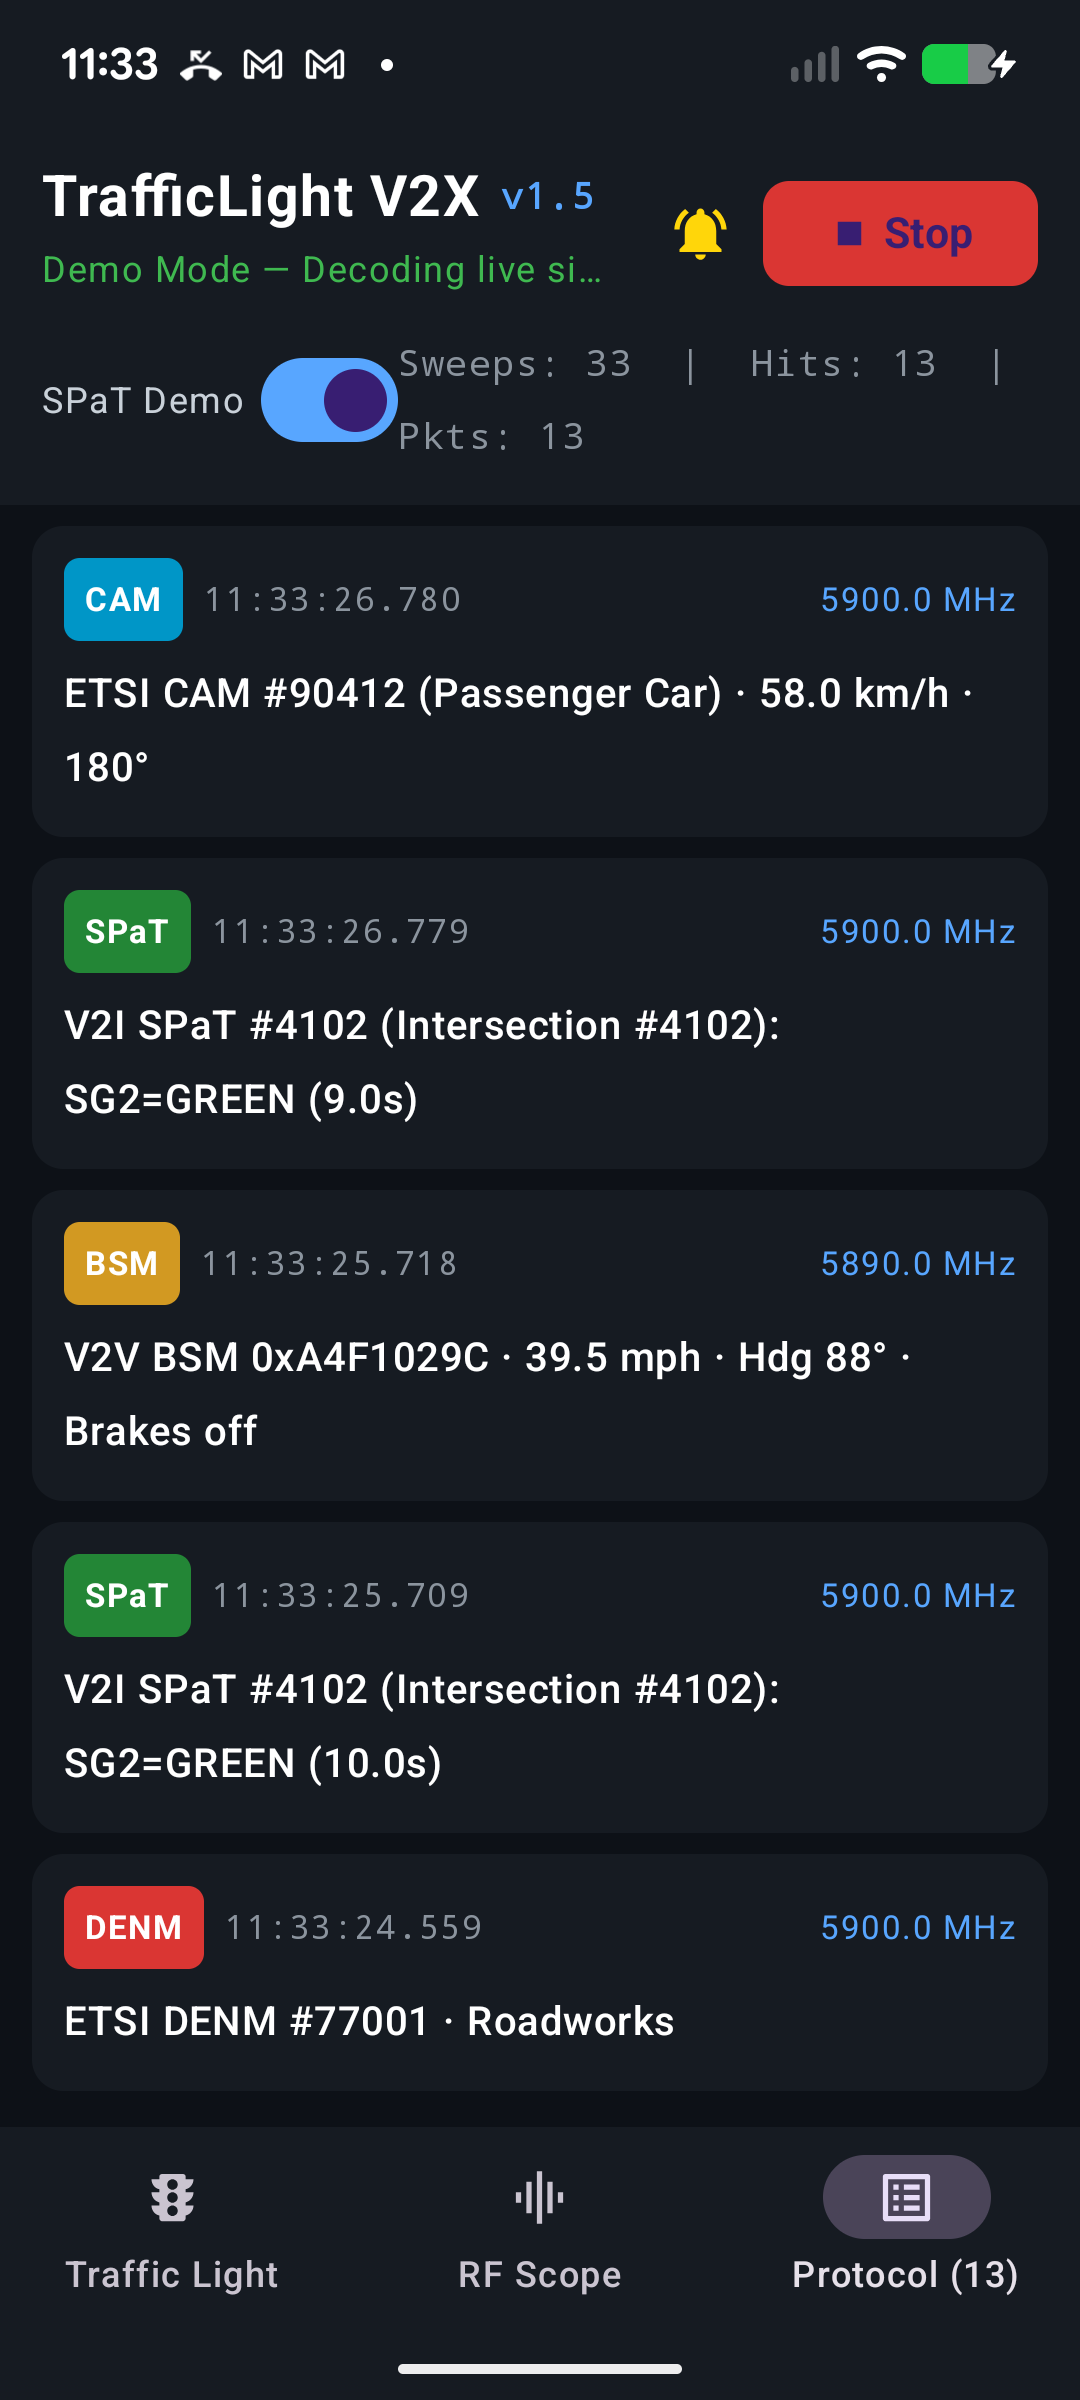 11:33
TrafficLight V2X v1.5
Demo Mode — Decoding live si…
Stop
SPaT Demo
Sweeps: 33 | Hits: 13 |
Pkts: 13
CAM 11:33:26.780 5900.0 MHz
ETSI CAM #90412 (Passenger Car) · 58.0 km/h ·
180°
SPaT 11:33:26.779 5900.0 MHz
V2I SPaT #4102 (Intersection #4102):
SG2=GREEN (9.0s)
BSM 11:33:25.718 5890.0 MHz
V2V BSM 0xA4F1029C · 39.5 mph · Hdg 88° ·
Brakes off
SPaT 11:33:25.709 5900.0 MHz
V2I SPaT #4102 (Intersection #4102):
SG2=GREEN (10.0s)
DENM 11:33:24.559 5900.0 MHz
ETSI DENM #77001 · Roadworks
Traffic Light RF Scope Protocol (13)